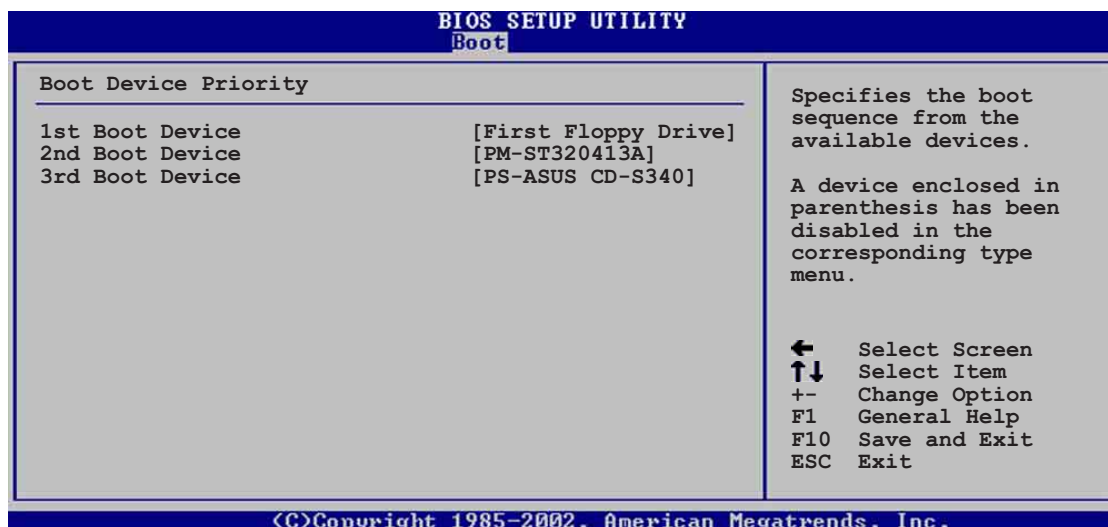 BIOS SETUP UTILITY
Boot
Boot Device Priority
1st Boot Device [First Floppy Drive]
2nd Boot Device [PM-ST320413A]
3rd Boot Device [PS-ASUS CD-S340]
Specifies the boot
sequence from the
available devices.
A device enclosed in
parenthesis has been
disabled in the
corresponding type
menu.
← Select Screen
↑↓ Select Item
+- Change Option
F1 General Help
F10 Save and Exit
ESC Exit
(C)Copyright 1985-2002, American Megatrends, Inc.